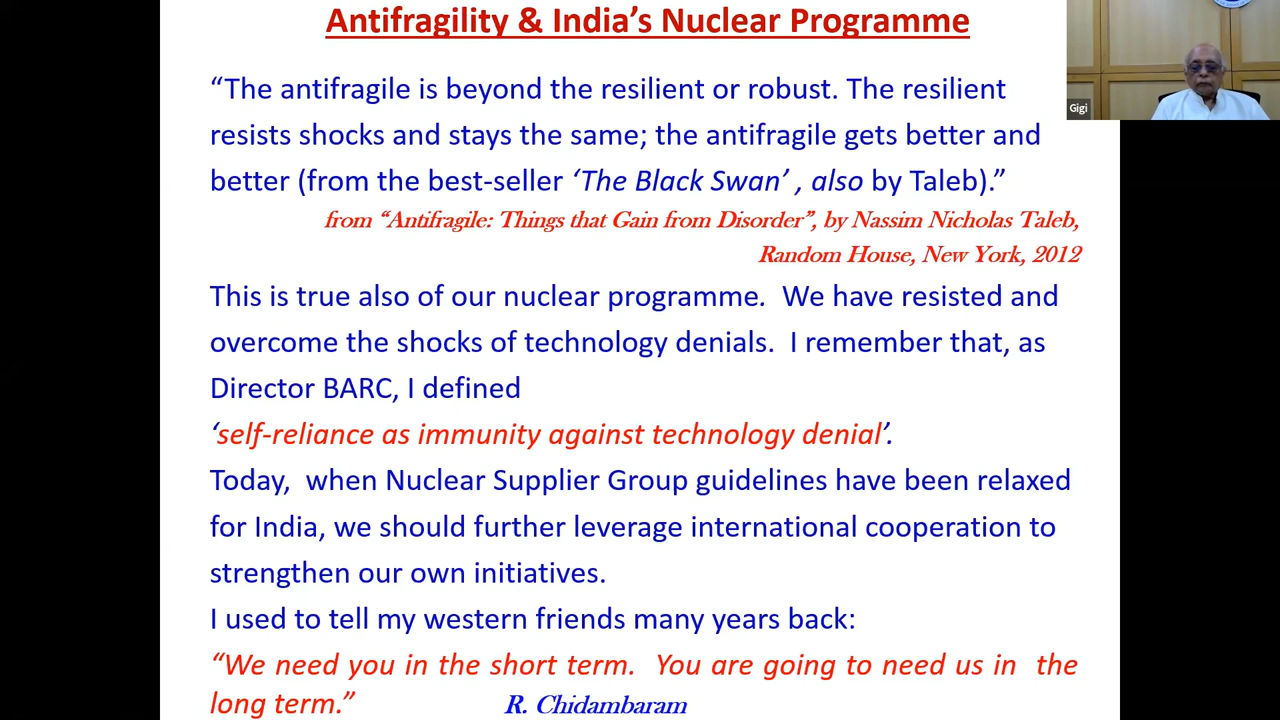 Antifragility & India’s Nuclear Programme
“The antifragile is beyond the resilient or robust. The resilient
resists shocks and stays the same; the antifragile gets better and
better (from the best-seller ‘The Black Swan’ , also by Taleb).”
from “Antifragile: Things that Gain from Disorder”, by Nassim Nicholas Taleb,
Random House, New York, 2012
This is true also of our nuclear programme. We have resisted and
overcome the shocks of technology denials. I remember that, as
Director BARC, I defined
‘self-reliance as immunity against technology denial’.
Today, when Nuclear Supplier Group guidelines have been relaxed
for India, we should further leverage international cooperation to
strengthen our own initiatives.
I used to tell my western friends many years back:
“We need you in the short term. You are going to need us in the
long term.” R. Chidambaram
Gigi